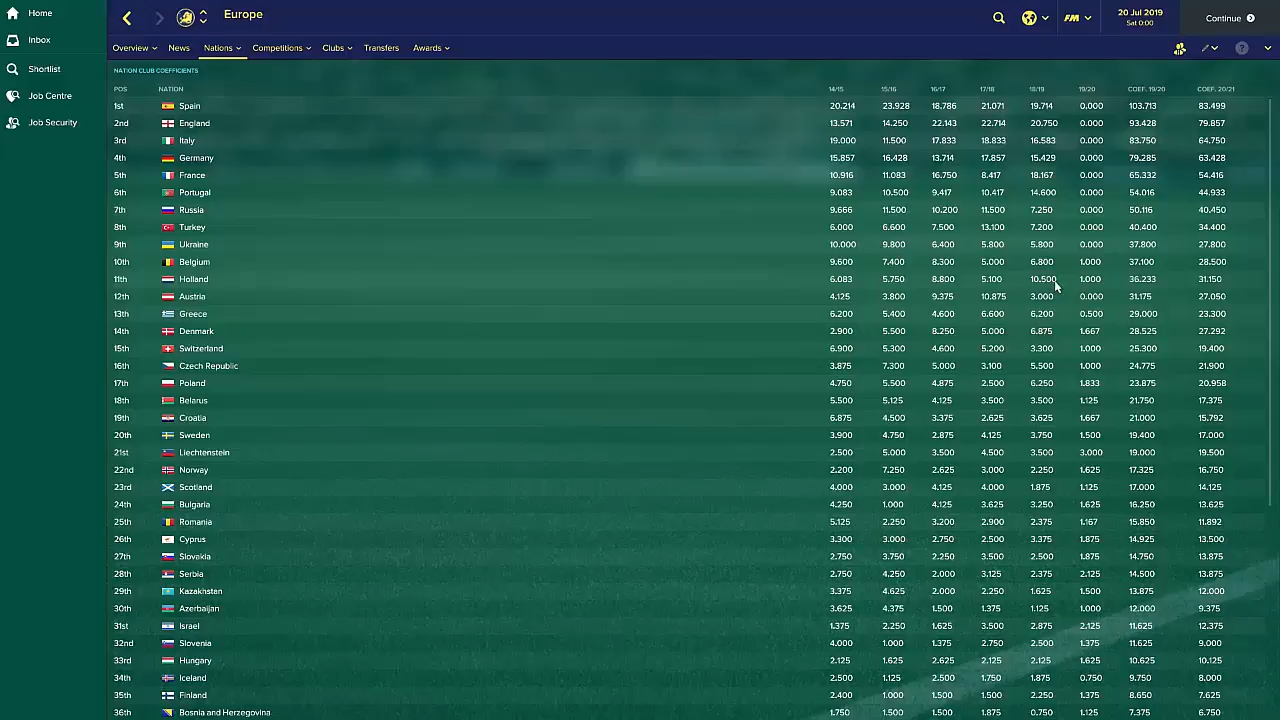 Home
Inbox
Shortlist
Job Centre
Job Security
Europe
FM
20 Jul 2019
Sat 0:00
Continue
Overview News Nations Competitions Clubs Transfers Awards
NATION CLUB COEFFICIENTS
POS NATION 14/15 15/16 16/17 17/18 18/19 19/20 COEF. 19/20 COEF. 20/21
1st Spain 20.214 23.928 18.786 21.071 19.714 0.000 103.713 83.499
2nd England 13.571 14.250 22.143 22.714 20.750 0.000 93.428 79.857
3rd Italy 19.000 11.500 17.833 18.833 16.583 0.000 83.750 64.750
4th Germany 15.857 16.428 13.714 17.857 15.429 0.000 79.285 63.428
5th France 10.916 11.083 16.750 8.417 18.167 0.000 65.332 54.416
6th Portugal 9.083 10.500 9.417 10.417 14.600 0.000 54.016 44.933
7th Russia 9.666 11.500 10.200 11.500 7.250 0.000 50.116 40.450
8th Turkey 6.000 6.600 7.500 13.100 7.200 0.000 40.400 34.400
9th Ukraine 10.000 9.800 6.400 5.800 5.800 0.000 37.800 27.800
10th Belgium 9.600 7.400 8.300 5.000 6.800 1.000 37.100 28.500
11th Holland 6.083 5.750 8.800 5.100 10.500 1.000 36.233 31.150
12th Austria 4.125 3.800 9.375 10.875 3.000 0.000 31.175 27.050
13th Greece 6.200 5.400 4.600 6.600 6.200 0.500 29.000 23.300
14th Denmark 2.900 5.500 8.250 5.000 6.875 1.667 28.525 27.292
15th Switzerland 6.900 5.300 4.600 5.200 3.300 1.000 25.300 19.400
16th Czech Republic 3.875 7.300 5.000 3.100 5.500 1.000 24.775 21.900
17th Poland 4.750 5.500 4.875 2.500 6.250 1.833 23.875 20.958
18th Belarus 5.500 5.125 4.125 3.500 3.500 1.125 21.750 17.375
19th Croatia 6.875 4.500 3.375 2.625 3.625 1.667 21.000 15.792
20th Sweden 3.900 4.750 2.875 4.125 3.750 1.500 19.400 17.000
21st Liechtenstein 2.500 5.000 3.500 4.500 3.500 3.000 19.000 19.500
22nd Norway 2.200 7.250 2.625 3.000 2.250 1.625 17.325 16.750
23rd Scotland 4.000 3.000 4.125 4.000 1.875 1.125 17.000 14.125
24th Bulgaria 4.250 1.000 4.125 3.625 3.250 1.625 16.250 13.625
25th Romania 5.125 2.250 3.200 2.900 2.375 1.167 15.850 11.892
26th Cyprus 3.300 3.000 2.750 2.500 3.375 1.875 14.925 13.500
27th Slovakia 2.750 3.750 2.250 3.500 2.500 1.875 14.750 13.875
28th Serbia 2.750 4.250 2.000 3.125 2.375 2.125 14.500 13.875
29th Kazakhstan 3.375 4.625 2.000 2.250 1.625 1.500 13.875 12.000
30th Azerbaijan 3.625 4.375 1.500 1.375 1.125 1.000 12.000 9.375
31st Israel 1.375 2.250 1.625 3.500 2.875 2.125 11.625 12.375
32nd Slovenia 4.000 1.000 1.375 2.750 2.500 1.375 11.625 9.000
33rd Hungary 2.125 1.625 2.625 2.125 2.125 1.625 10.625 10.125
34th Iceland 2.500 1.125 2.500 1.750 1.875 0.750 9.750 8.000
35th Finland 2.400 1.000 1.500 1.500 2.250 1.375 8.650 7.625
36th Bosnia and Herzegovina 1.750 1.500 1.500 1.875 0.750 1.125 7.375 6.750